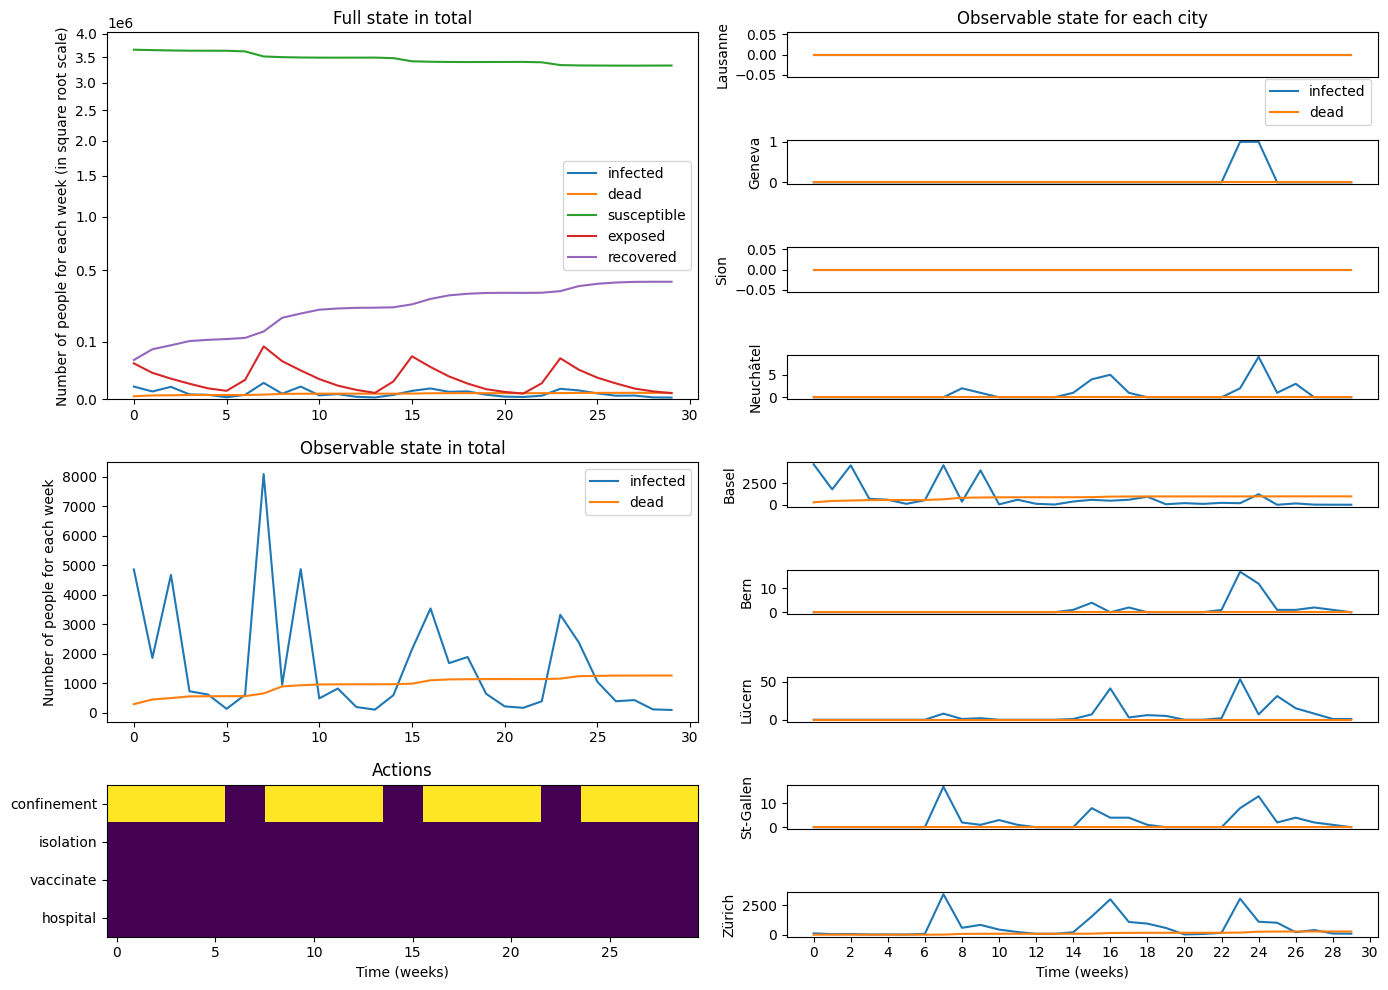 Full state in total
1e6
Number of people for each week (in square root scale)
4.0
3.5
3.0
2.5
2.0
1.5
1.0
0.5
0.1
0.0
infected
dead
susceptible
exposed
recovered
0 5 10 15 20 25 30
Observable state in total
Number of people for each week
8000
7000
6000
5000
4000
3000
2000
1000
0
infected
dead
0 5 10 15 20 25 30
Actions
confinement
isolation
vaccinate
hospital
0 5 10 15 20 25
Time (weeks)
Observable state for each city
Lausanne
0.05
0.00
−0.05
infected
dead
Geneva
1
0
Sion
0.05
0.00
−0.05
Neuchâtel
5
0
Basel
2500
0
Bern
10
0
Lücern
50
0
St-Gallen
10
0
Zürich
2500
0
0 2 4 6 8 10 12 14 16 18 20 22 24 26 28 30
Time (weeks)